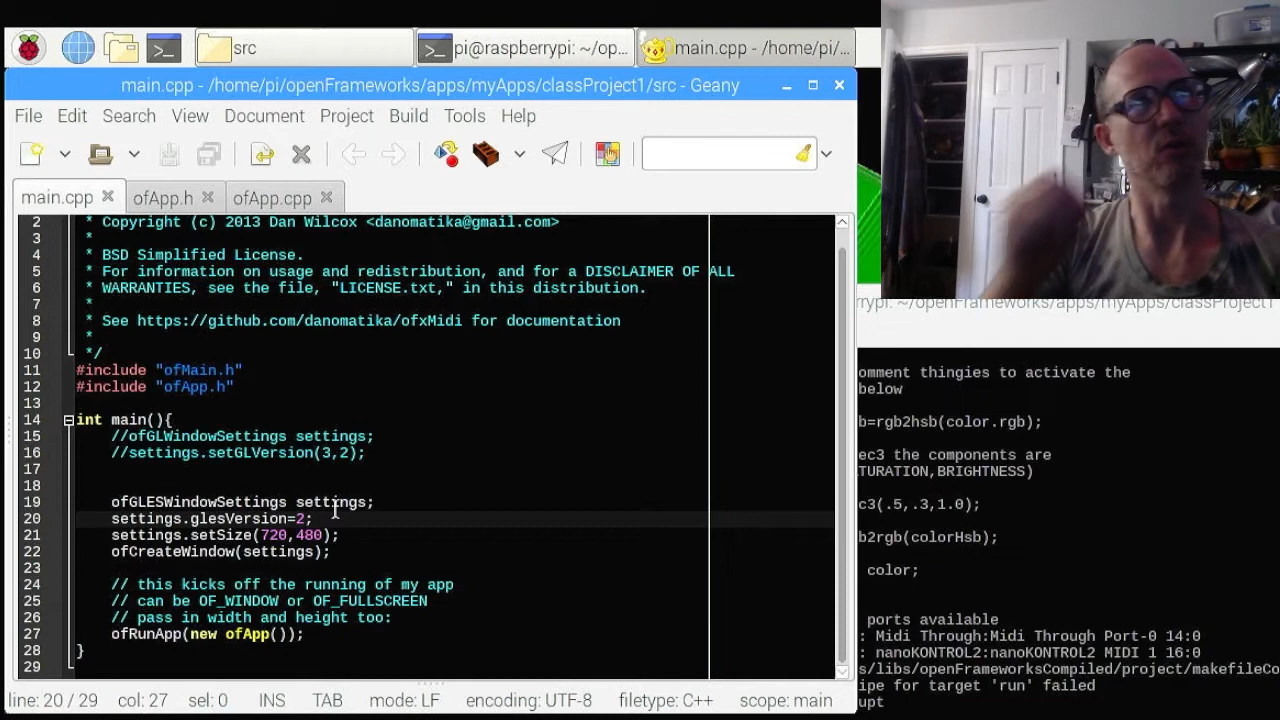 src
pi@raspberrypi: ~/op...
main.cpp - /home/pi/...
main.cpp - /home/pi/openFrameworks/apps/myApps/classProject1/src - Geany
File Edit Search View Document Project Build Tools Help
main.cpp ofApp.h ofApp.cpp
2 * Copyright (c) 2013 Dan Wilcox <danomatika@gmail.com>
3 *
4 * BSD Simplified License.
5 * For information on usage and redistribution, and for a DISCLAIMER OF ALL
6 * WARRANTIES, see the file, "LICENSE.txt," in this distribution.
7 *
8 * See https://github.com/danomatika/ofxMidi for documentation
9 *
10 */
11 #include "ofMain.h"
12 #include "ofApp.h"
13
14 int main(){
15 //ofGLWindowSettings settings;
16 //settings.setGLVersion(3,2);
17
18
19 ofGLESWindowSettings settings;
20 settings.glesVersion=2;
21 settings.setSize(720,480);
22 ofCreateWindow(settings);
23
24 // this kicks off the running of my app
25 // can be OF_WINDOW or OF_FULLSCREEN
26 // pass in width and height too:
27 ofRunApp(new ofApp());
28 }
29
line: 20 / 29 col: 27 sel: 0 INS TAB mode: LF encoding: UTF-8 filetype: C++ scope: main
rrypi: ~/openFrameworks/apps/myApps/classProject1
omment thingies to activate the
below
b=rgb2hsb(color.rgb);
ec3 the components are
TURATION,BRIGHTNESS)
c3(.5,.3,1.0);
b2rgb(colorHsb);
color;
ports available
: Midi Through:Midi Through Port-0 14:0
: nanoKONTROL2:nanoKONTROL2 MIDI 1 16:0
s/libs/openFrameworksCompiled/project/makefileCo
ipe for target 'run' failed
upt